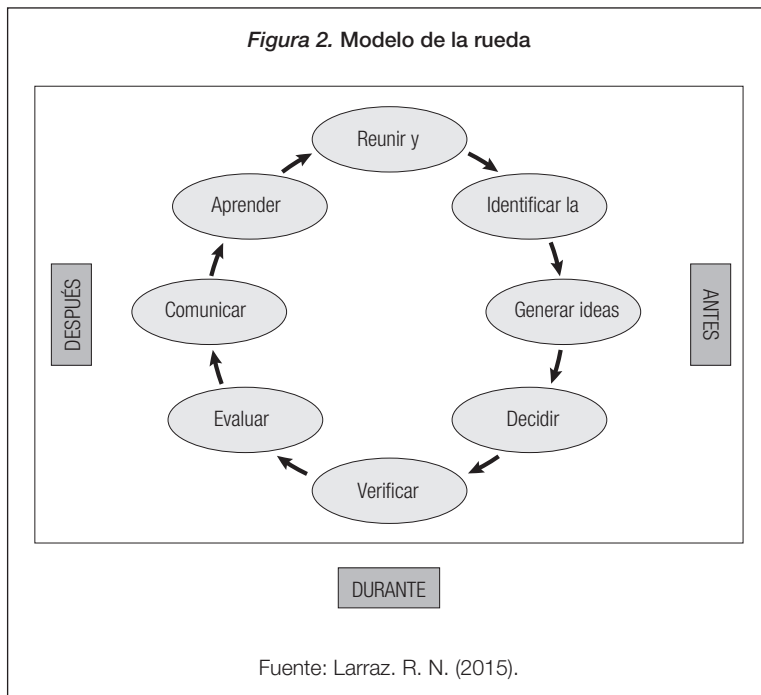 Figura 2. Modelo de la rueda
Reunir y
Aprender
Identificar la
DESPUÉS
Comunicar
Generar ideas
ANTES
Evaluar
Decidir
Verificar
DURANTE
Fuente: Larraz. R. N. (2015).